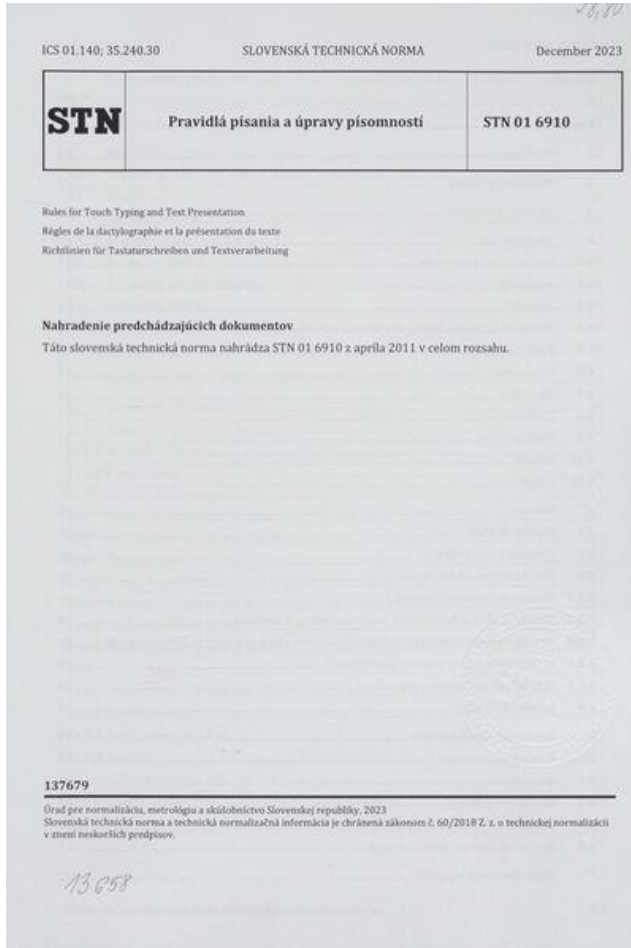 28,80
ICS 01.140; 35.240.30 SLOVENSKÁ TECHNICKÁ NORMA December 2023
STN Pravidlá písania a úpravy písomností STN 01 6910
Rules for Touch Typing and Text Presentation
Règles de la dactylographie et la présentation du texte
Richtlinien für Tastaturschreiben und Textverarbeitung
Nahradenie predchádzajúcich dokumentov
Táto slovenská technická norma nahrádza STN 01 6910 z apríla 2011 v celom rozsahu.
137679
Úrad pre normalizáciu, metrológiu a skúšobníctvo Slovenskej republiky, 2023
Slovenská technická norma a technická normalizačná informácia je chránená zákonom č. 60/2018 Z. z. o technickej normalizácii
v znení neskorších predpisov.
13658